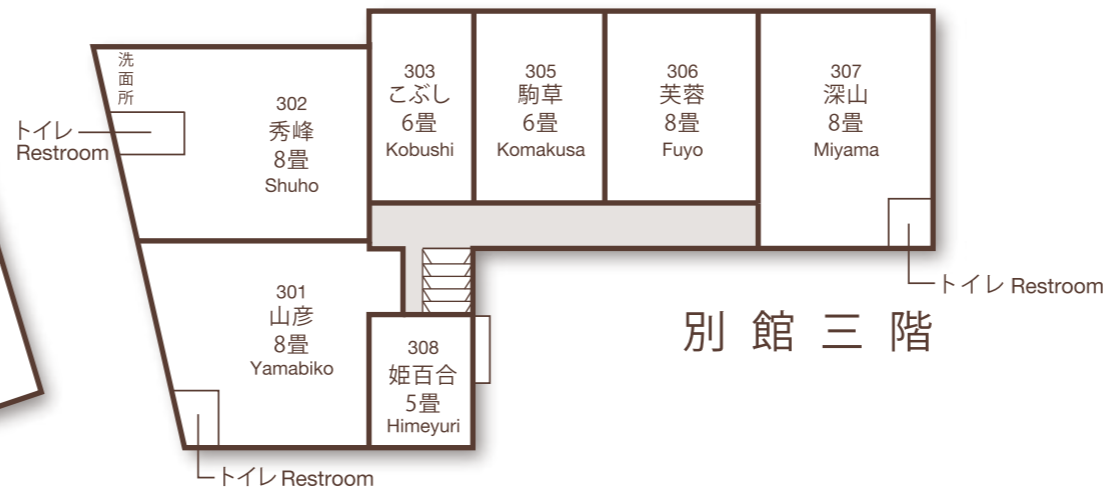 洗面所
トイレ
Restroom
302
秀峰
8畳
Shuho
303
こぶし
6畳
Kobushi
305
駒草
6畳
Komakusa
306
芙蓉
8畳
Fuyo
307
深山
8畳
Miyama
301
山彦
8畳
Yamabiko
308
姫百合
5畳
Himeyuri
トイレ Restroom
別館三階
トイレ Restroom